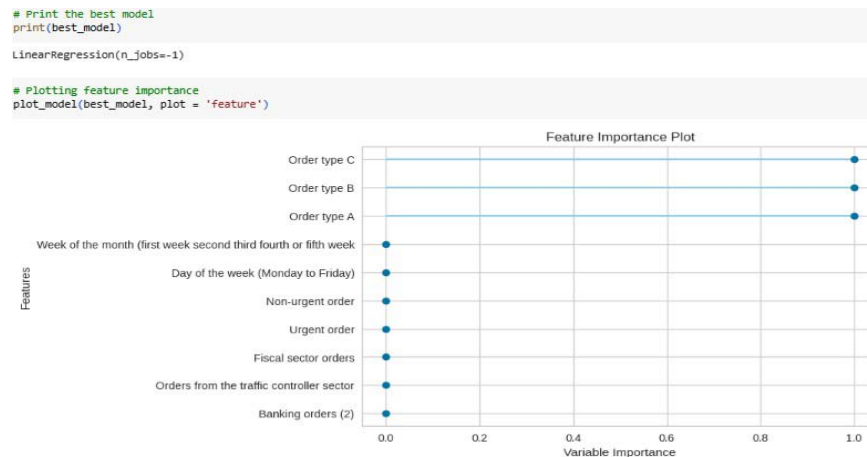 # Print the best model
print(best_model)
LinearRegression(n_jobs=-1)
# Plotting feature importance
plot_model(best_model, plot = 'feature')
Feature Importance Plot
Order type C
Order type B
Order type A
Week of the month (first week second third fourth or fifth week
Day of the week (Monday to Friday)
Non-urgent order
Urgent order
Fiscal sector orders
Orders from the traffic controller sector
Banking orders (2)
Features
0.0 0.2 0.4 0.6 0.8 1.0
Variable Importance